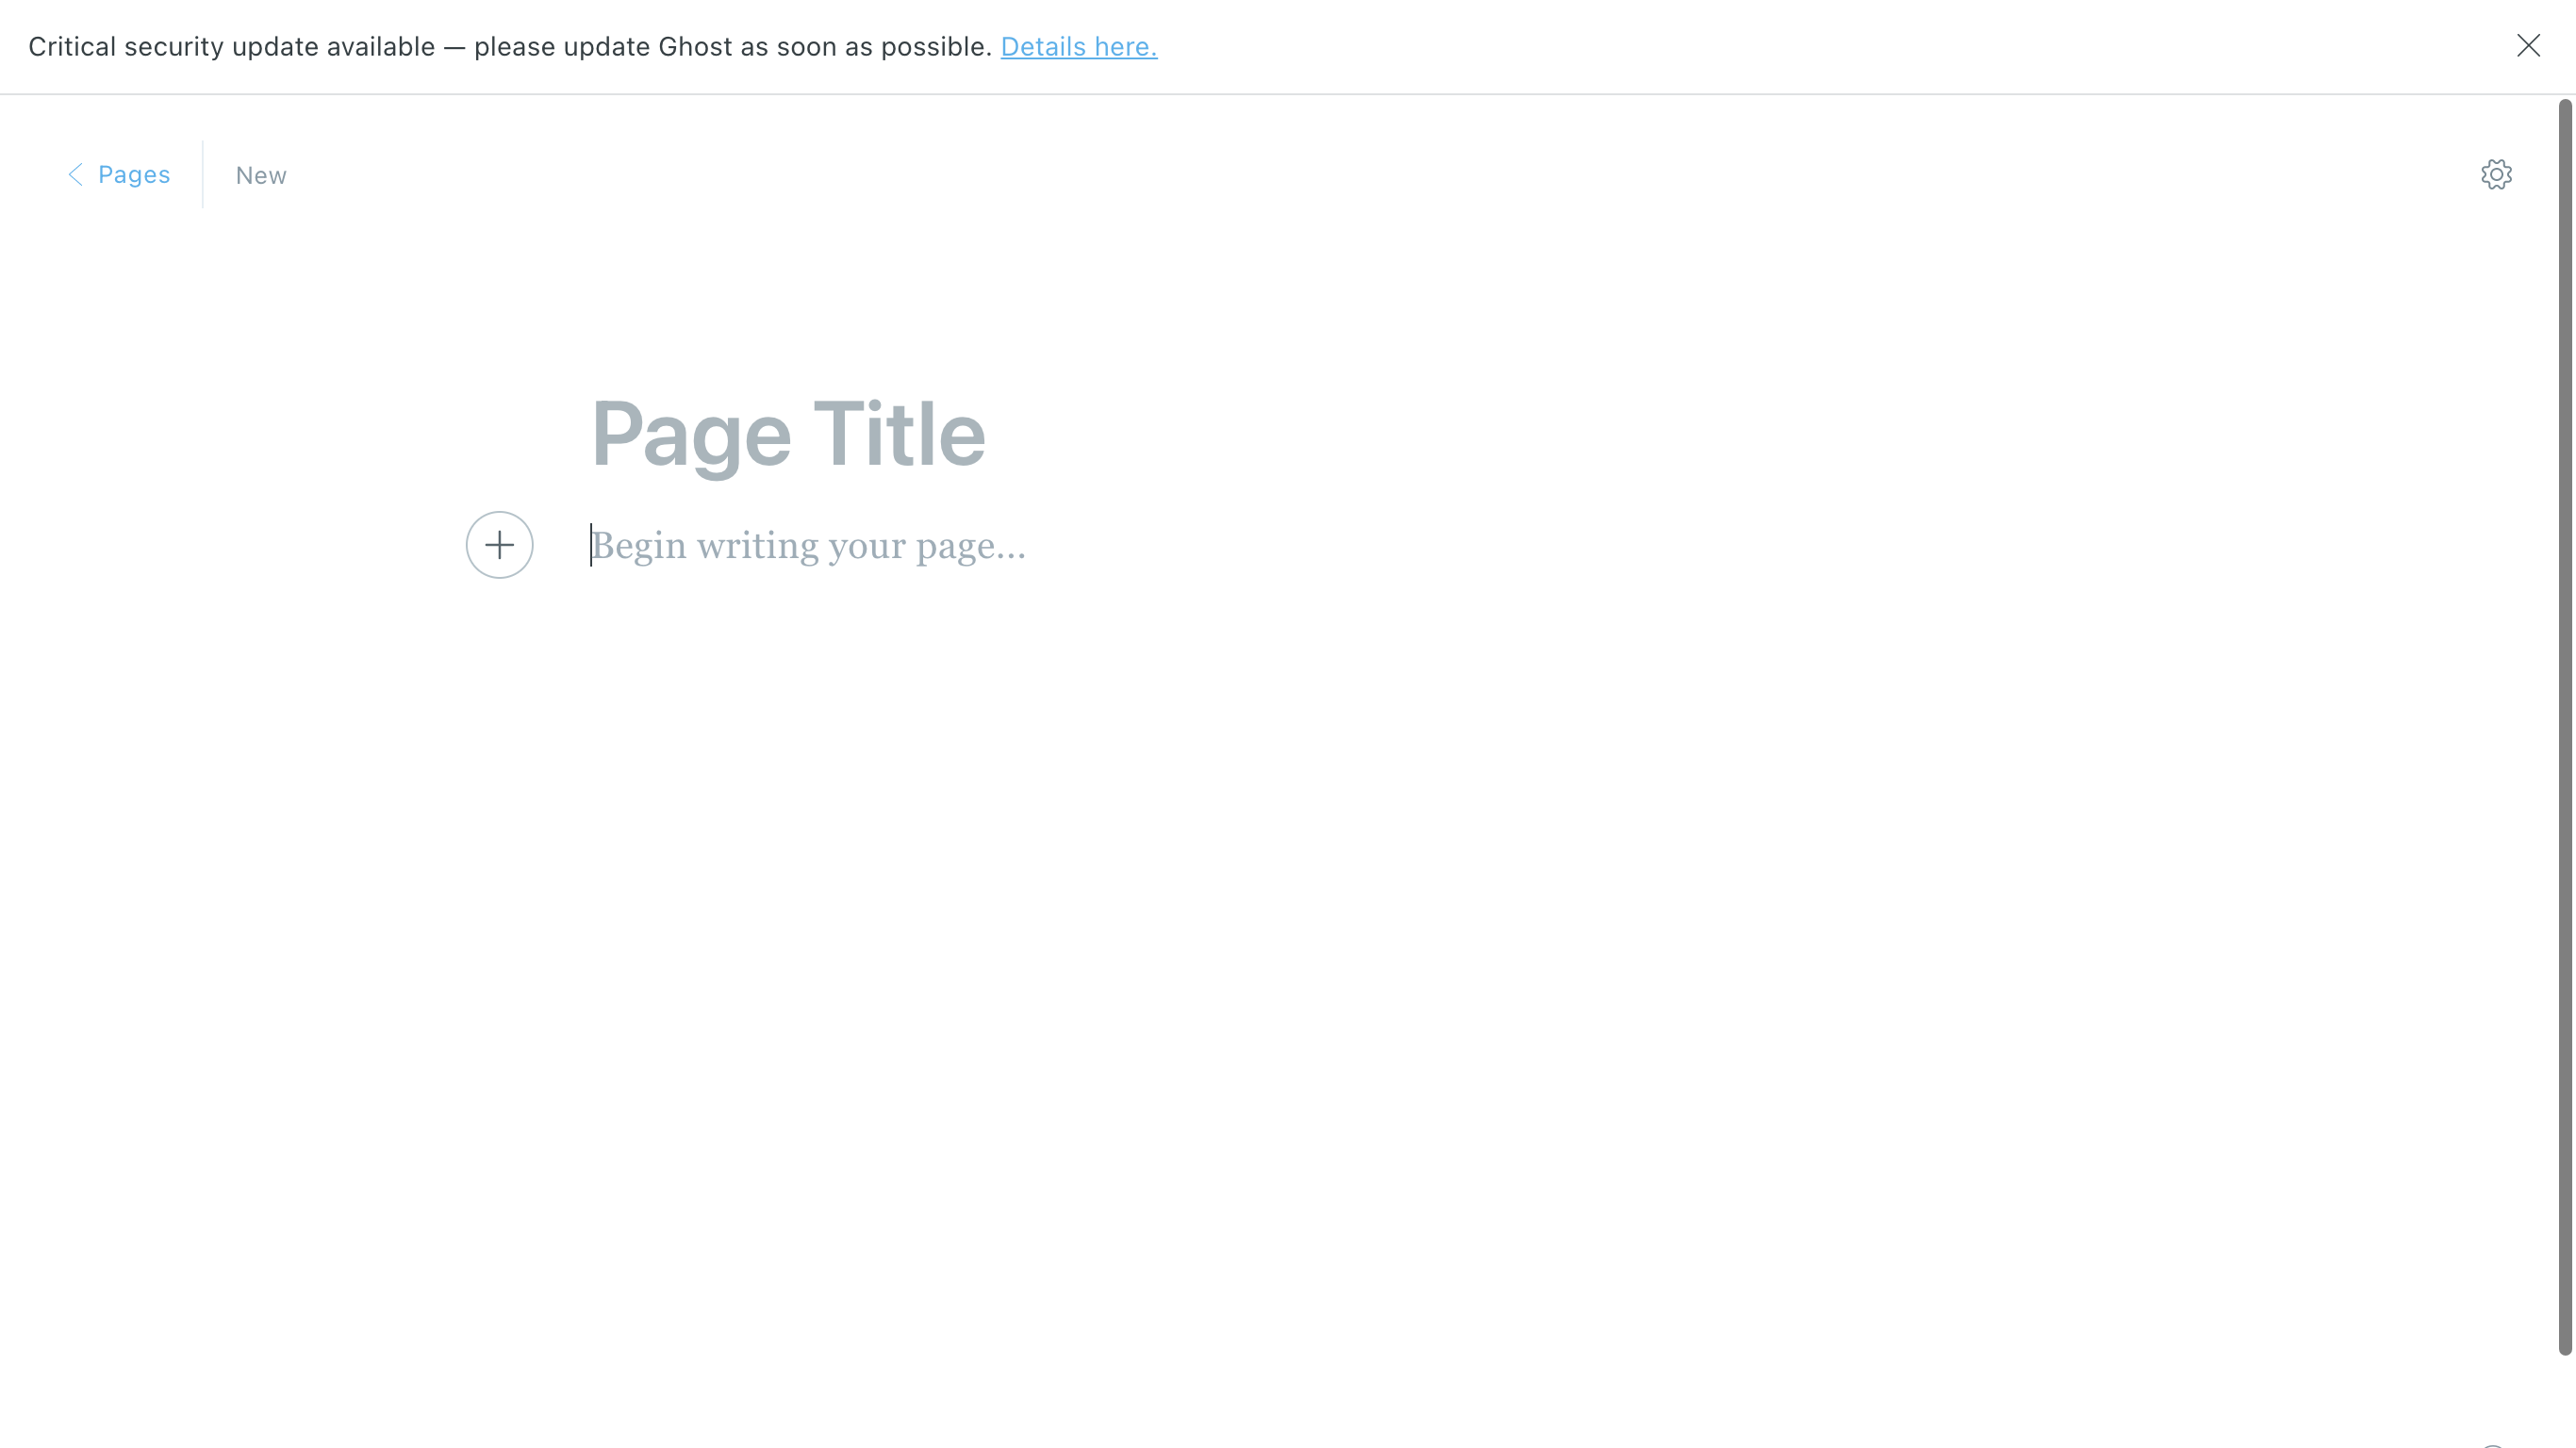 Critical security update available — please update Ghost as soon as possible. Details here.
Pages
New
Page Title
Begin writing your page...